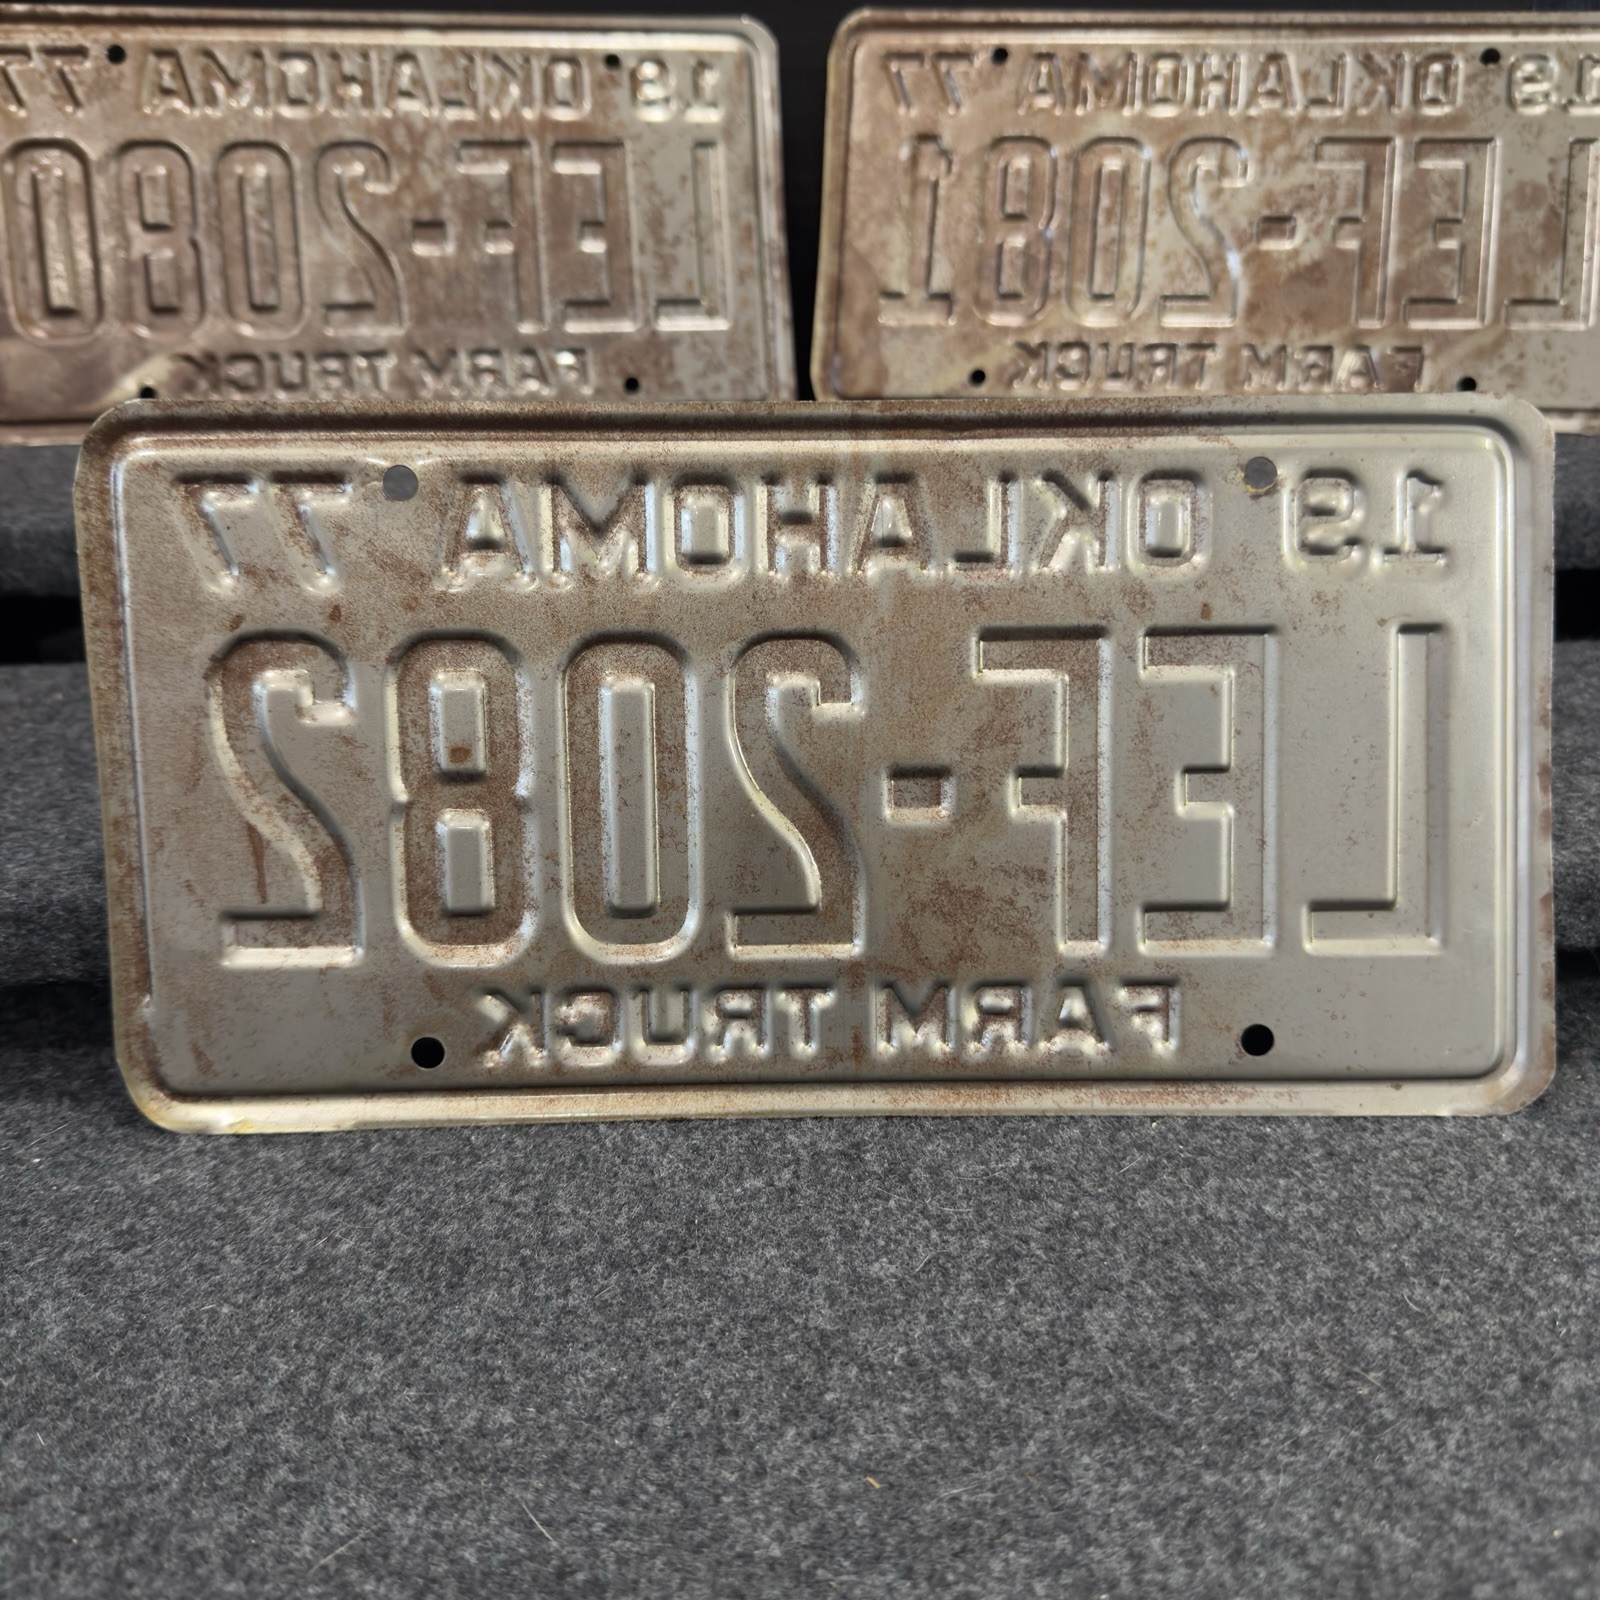 19 OKLAHOMA 77
LEF-2080
FARM TRUCK
19 OKLAHOMA 77
LEF-2081
FARM TRUCK
19 OKLAHOMA 77
LEF-2082
FARM TRUCK